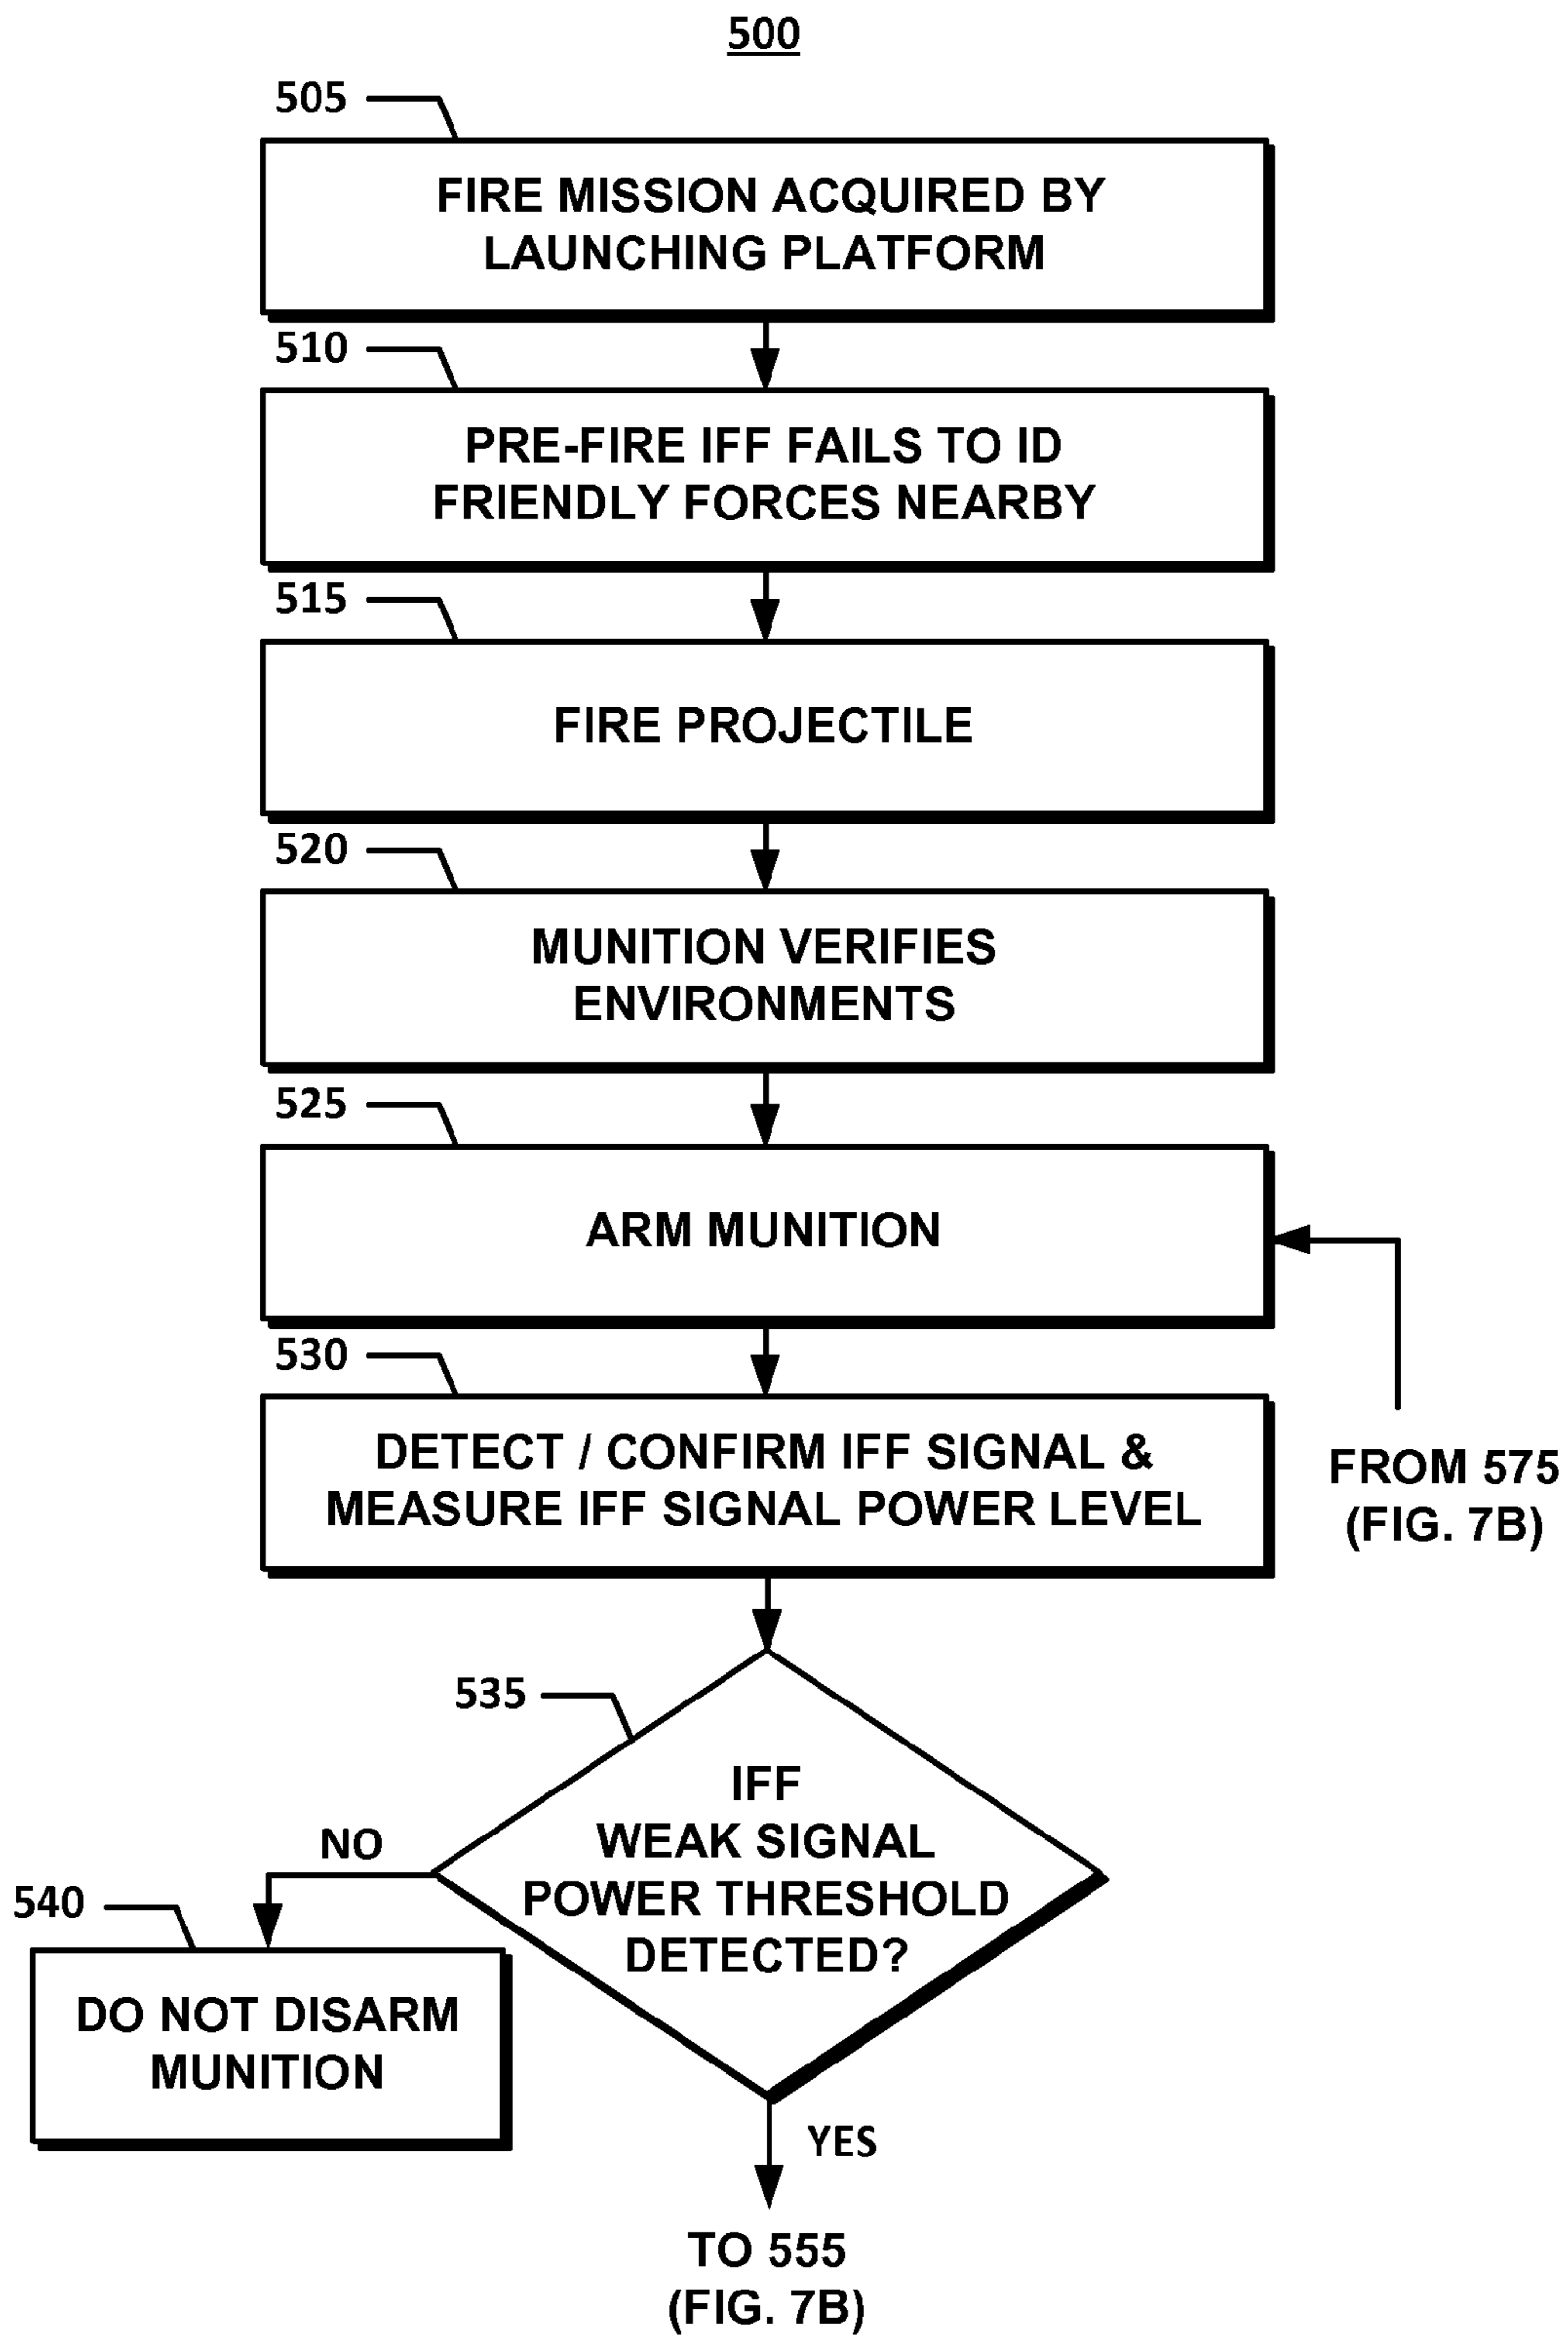 500
505
FIRE MISSION ACQUIRED BY
LAUNCHING PLATFORM
510
PRE-FIRE IFF FAILS TO ID
FRIENDLY FORCES NEARBY
515
FIRE PROJECTILE
520
MUNITION VERIFIES
ENVIRONMENTS
525
ARM MUNITION
530
DETECT / CONFIRM IFF SIGNAL &
MEASURE IFF SIGNAL POWER LEVEL
FROM 575
(FIG. 7B)
535
IFF
WEAK SIGNAL
POWER THRESHOLD
DETECTED?
NO
540
DO NOT DISARM
MUNITION
YES
TO 555
(FIG. 7B)